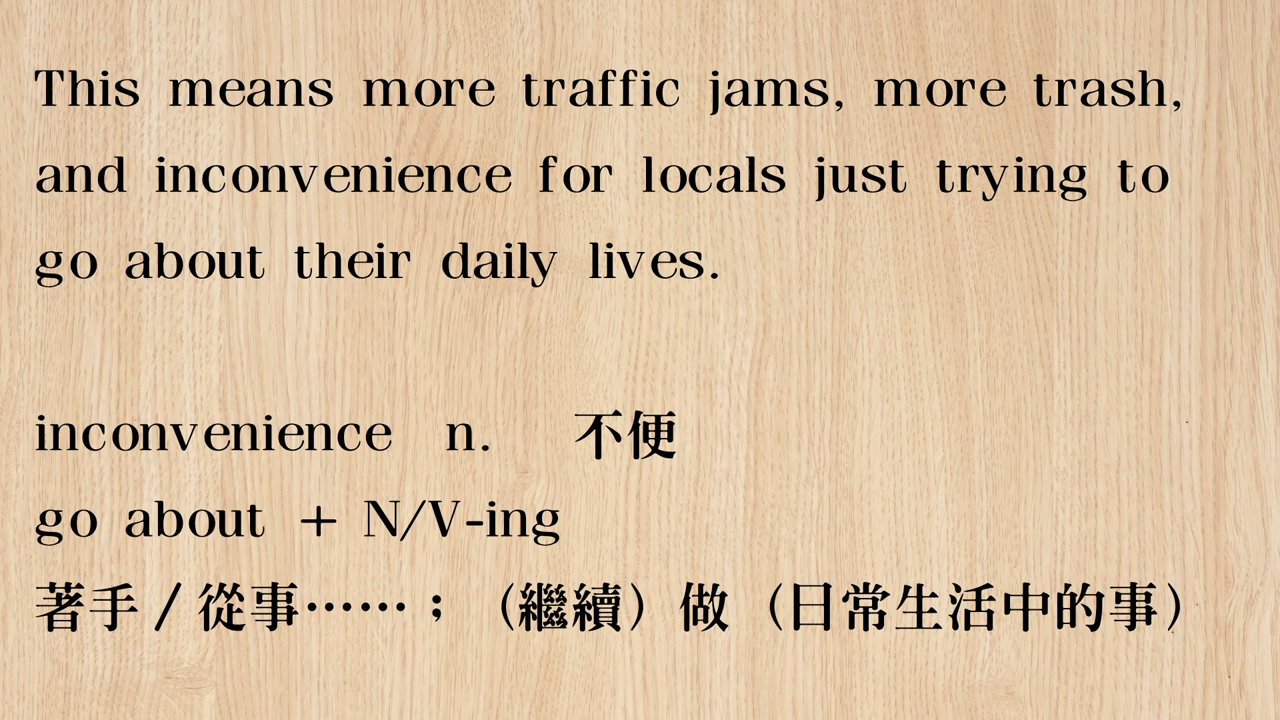 This means more traffic jams, more trash,
and inconvenience for locals just trying to
go about their daily lives.
inconvenience n. 不便
go about + N/V-ing
著手／從事……；（繼續）做（日常生活中的事）